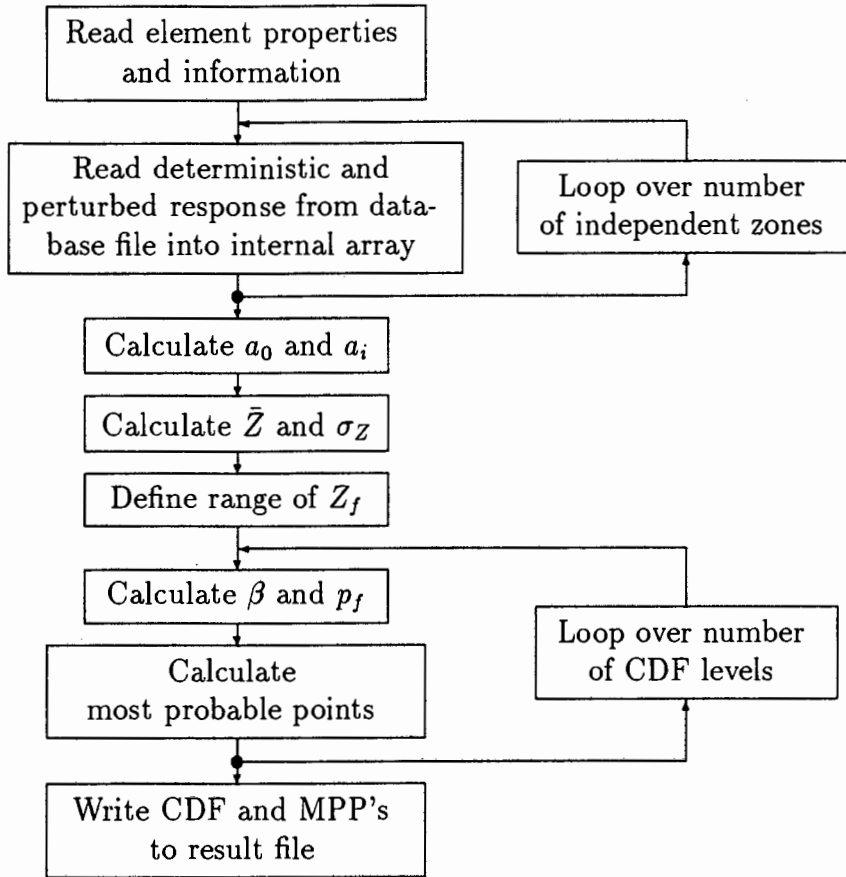 Read element properties
and information
Read deterministic and
perturbed response from data-
base file into internal array
Loop over number
of independent zones
Calculate a₀ and aᵢ
Calculate Z̄ and σ_Z
Define range of Z_f
Calculate β and p_f
Calculate
most probable points
Loop over number
of CDF levels
Write CDF and MPP's
to result file